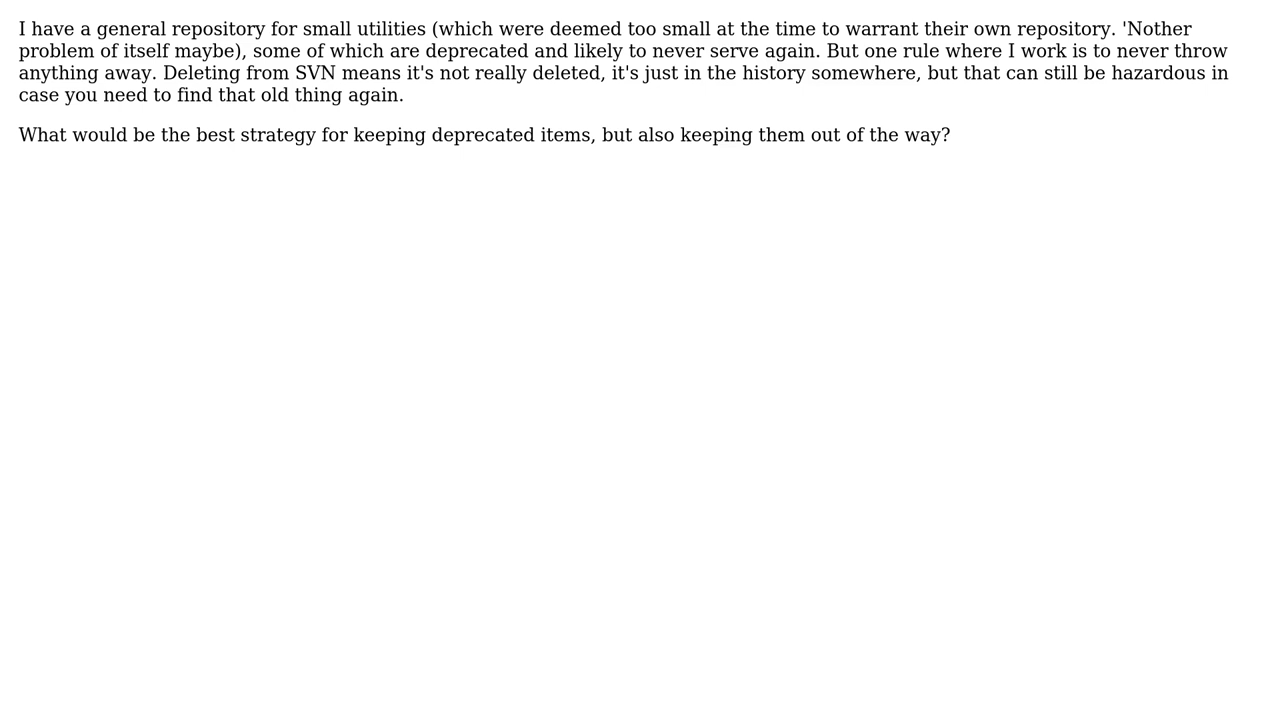 I have a general repository for small utilities (which were deemed too small at the time to warrant their own repository. 'Nother
problem of itself maybe), some of which are deprecated and likely to never serve again. But one rule where I work is to never throw
anything away. Deleting from SVN means it's not really deleted, it's just in the history somewhere, but that can still be hazardous in
case you need to find that old thing again.
What would be the best strategy for keeping deprecated items, but also keeping them out of the way?